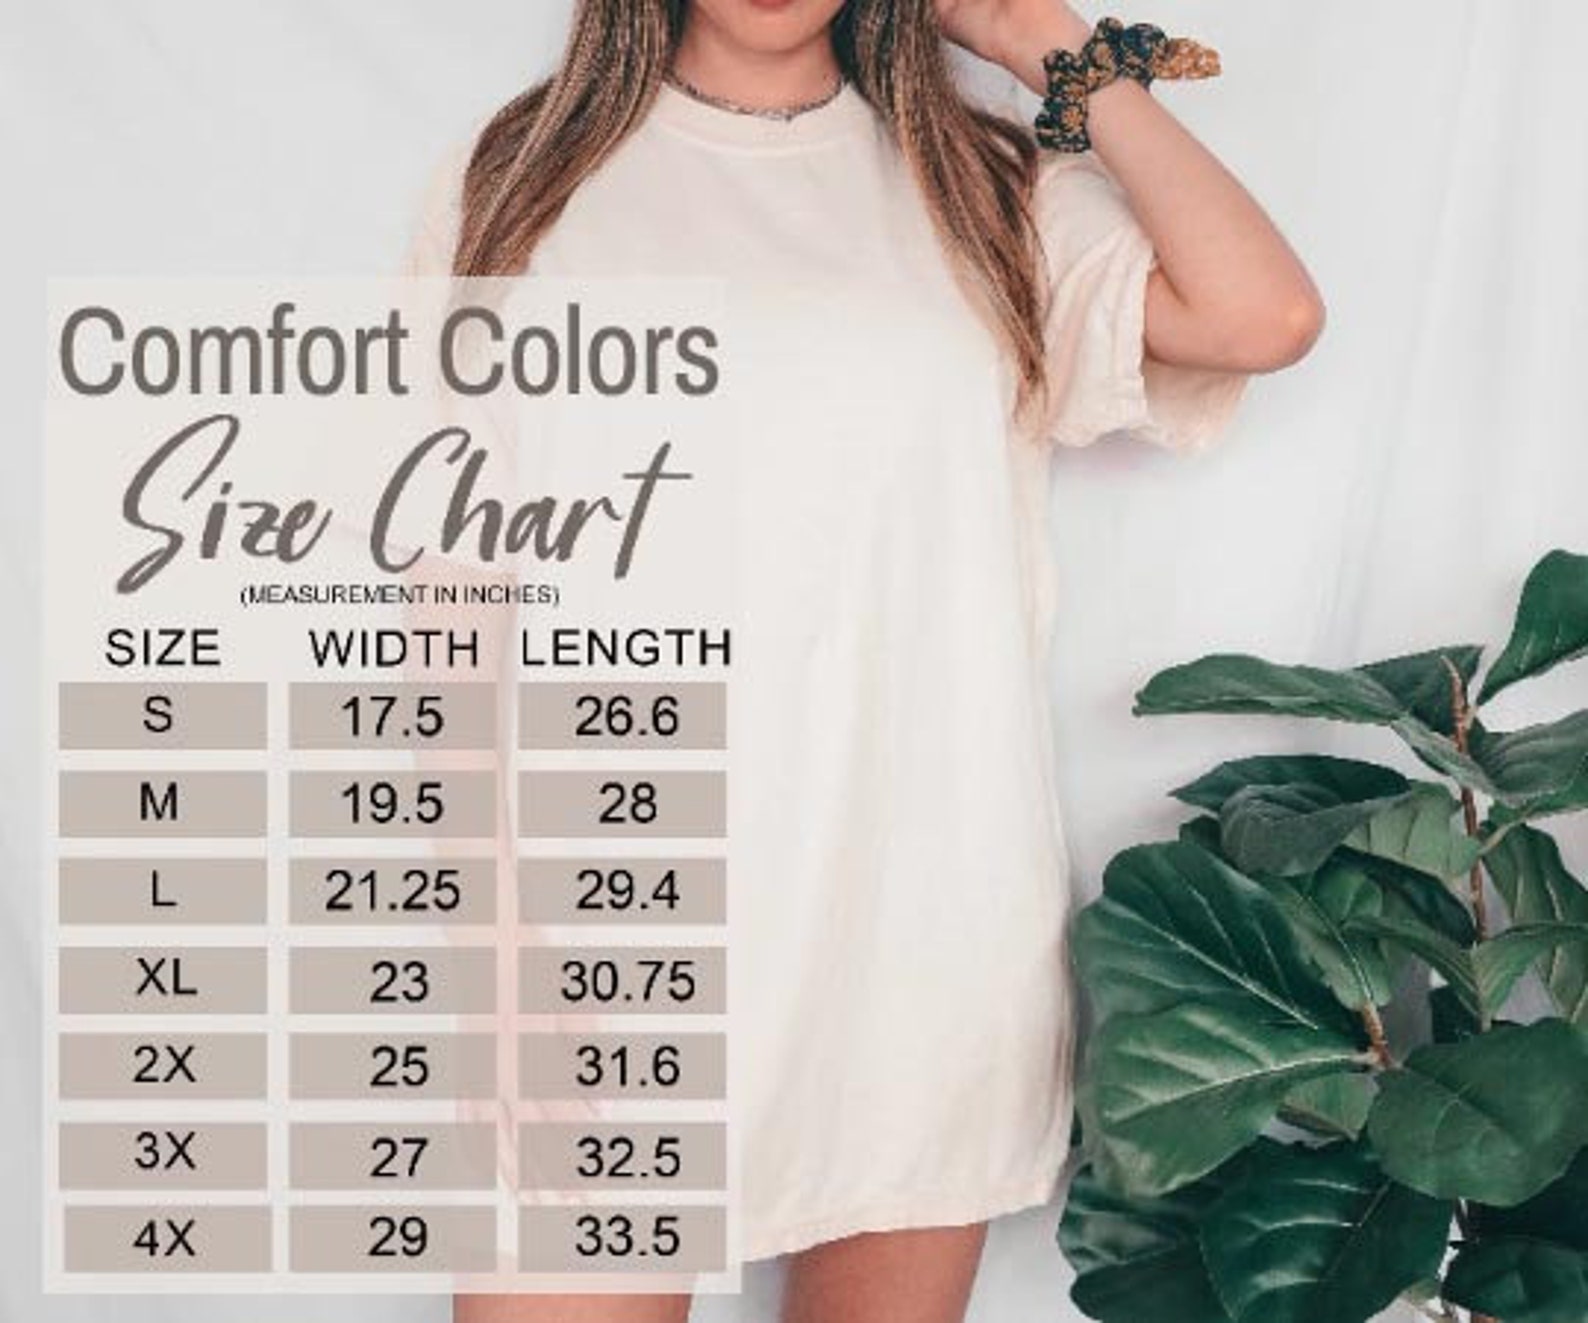 Comfort Colors
Size Chart
(MEASUREMENT IN INCHES)
SIZE WIDTH LENGTH
S 17.5 26.6
M 19.5 28
L 21.25 29.4
XL 23 30.75
2X 25 31.6
3X 27 32.5
4X 29 33.5